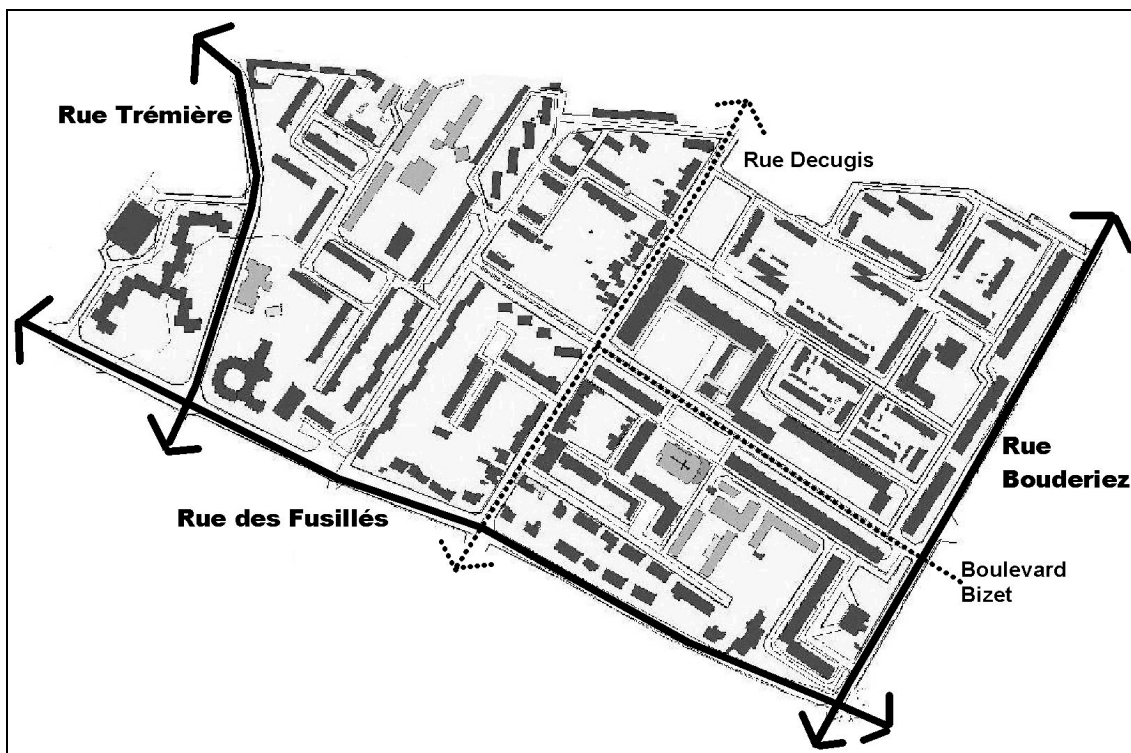 Rue Trémière
Rue Decugis
Rue
Bouderiez
Rue des Fusillés
Boulevard
Bizet